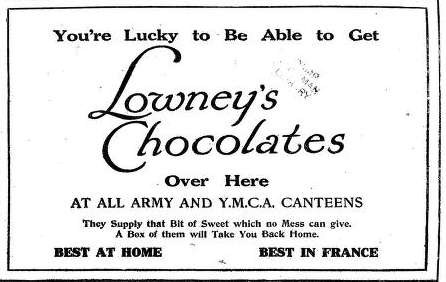 You're Lucky to Be Able to Get
Lowney's
Chocolates
Over Here
AT ALL ARMY AND Y.M.C.A. CANTEENS
They Supply that Bit of Sweet which no Mess can give.
A Box of them will Take You Back Home.
BEST AT HOME BEST IN FRANCE